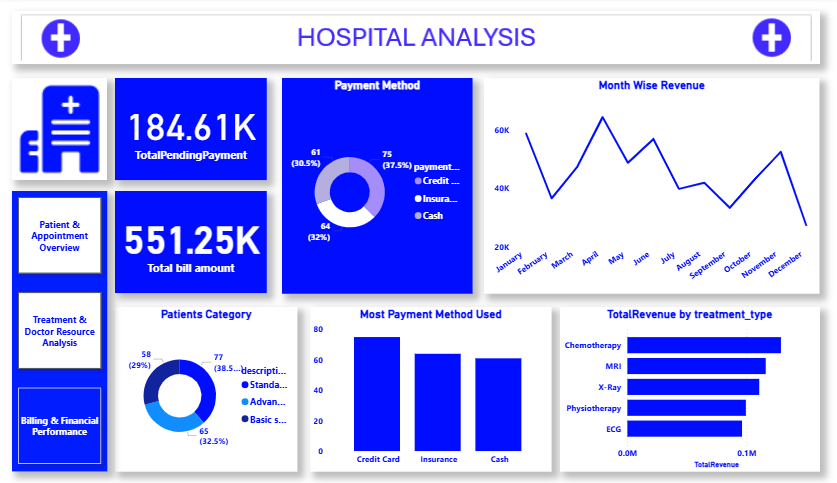 HOSPITAL ANALYSIS
184.61K
TotalPendingPayment
551.25K
Total bill amount
Patient &
Appointment
Overview
Treatment &
Doctor Resource
Analysis
Billing & Financial
Performance
Payment Method
61
(30.5%)
75
(37.5%)
64
(32%)
payment...
Credit ...
Insura...
Cash
Month Wise Revenue
60K
40K
20K
January
February
March
April
May
June
July
August
September
October
November
December
Patients Category
58
(29%)
77
(38.5...
65
(32.5%)
descripti...
Standa...
Advan...
Basic s...
Most Payment Method Used
80
60
40
20
0
Credit Card
Insurance
Cash
TotalRevenue by treatment_type
Chemotherapy
MRI
X-Ray
Physiotherapy
ECG
0.0M
0.1M
TotalRevenue